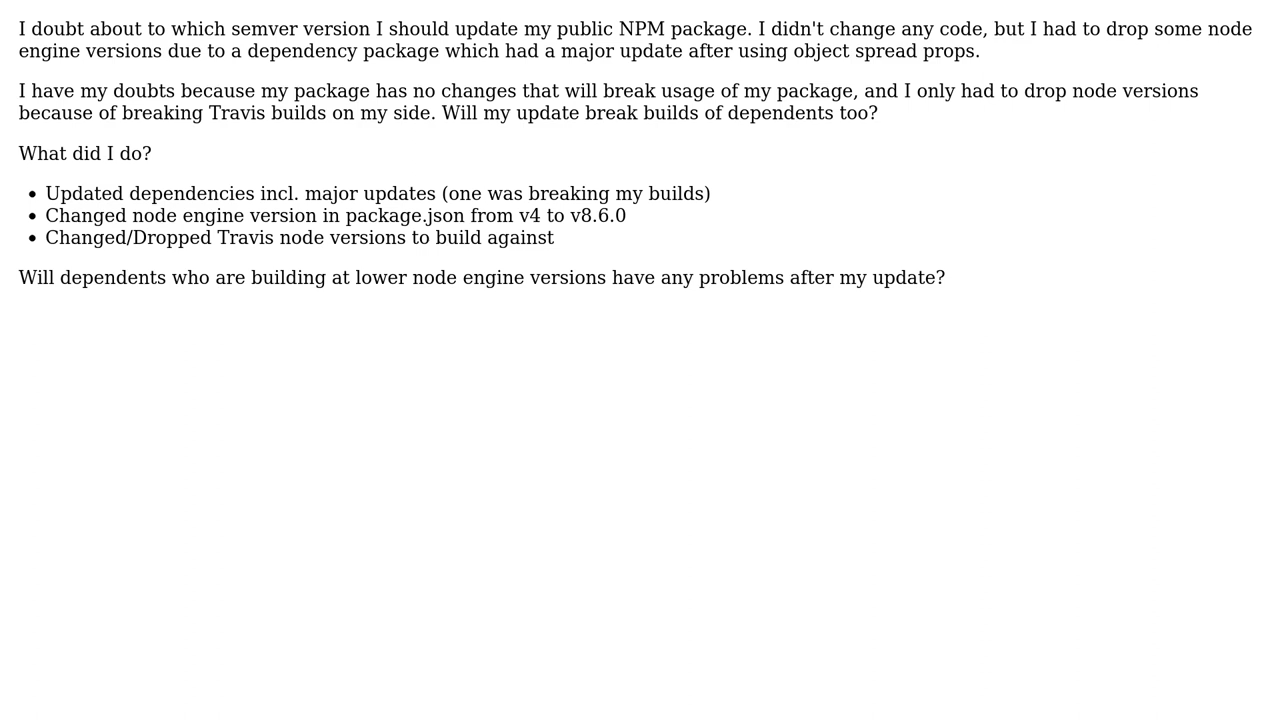 I doubt about to which semver version I should update my public NPM package. I didn't change any code, but I had to drop some node
engine versions due to a dependency package which had a major update after using object spread props.
I have my doubts because my package has no changes that will break usage of my package, and I only had to drop node versions
because of breaking Travis builds on my side. Will my update break builds of dependents too?
What did I do?
• Updated dependencies incl. major updates (one was breaking my builds)
• Changed node engine version in package.json from v4 to v8.6.0
• Changed/Dropped Travis node versions to build against
Will dependents who are building at lower node engine versions have any problems after my update?